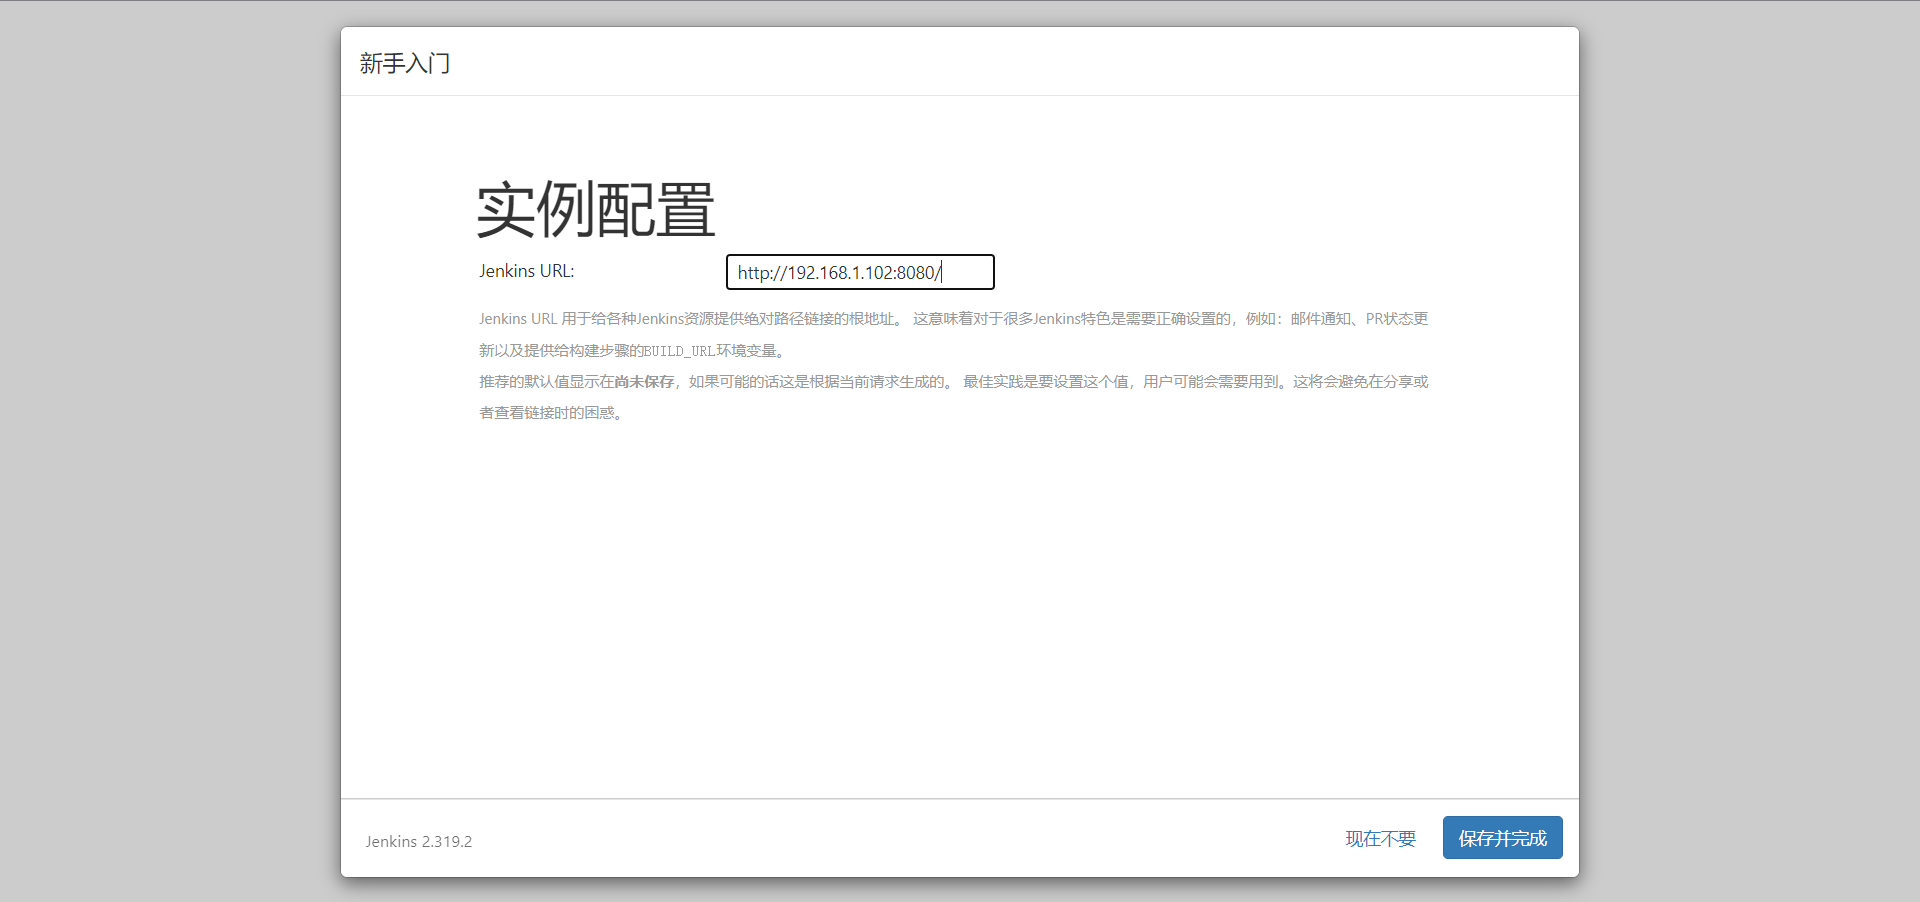 新手入门
实例配置
Jenkins URL:
http://192.168.1.102:8080/
Jenkins URL 用于给各种Jenkins资源提供绝对路径链接的根地址。 这意味着对于很多Jenkins特色是需要正确设置的，例如：邮件通知、PR状态更
新以及提供给构建步骤的BUILD_URL环境变量。
推荐的默认值显示在尚未保存，如果可能的话这是根据当前请求生成的。 最佳实践是要设置这个值，用户可能会需要用到。这将会避免在分享或
者查看链接时的困惑。
Jenkins 2.319.2
现在不要
保存并完成